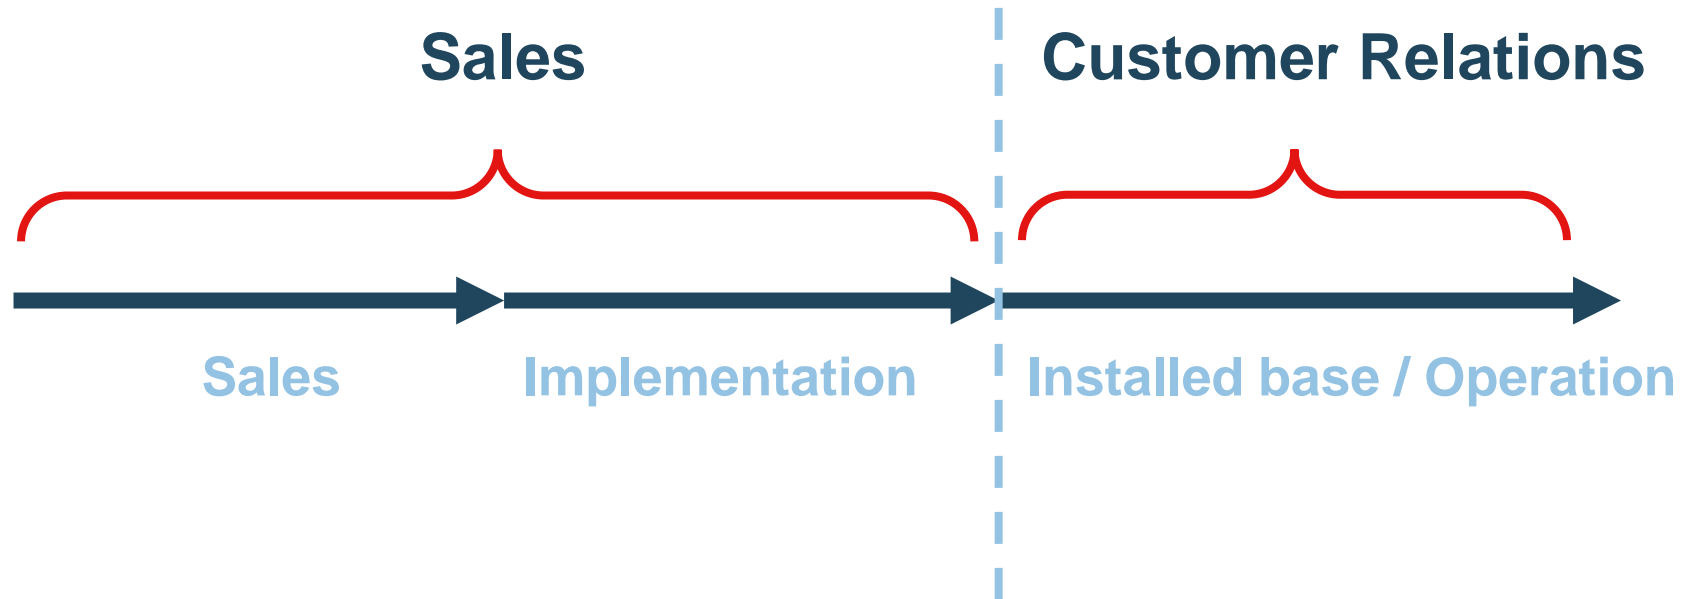 Sales
Customer Relations
Sales
Implementation
Installed base / Operation